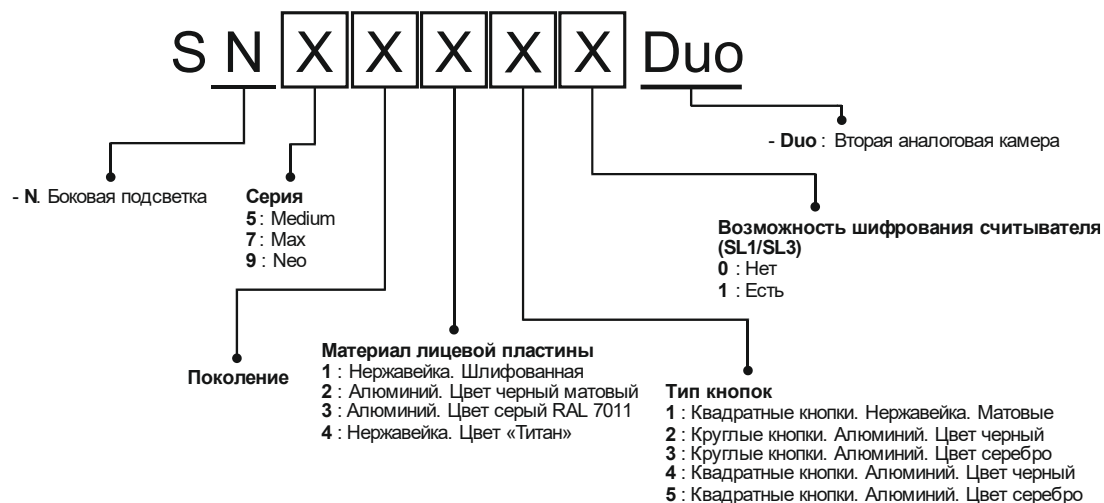 S N X X X X X Duo
- Duo : Вторая аналоговая камера
- N. Боковая подсветка
Серия
5 : Medium
7 : Max
9 : Neo
Возможность шифрования считывателя
(SL1/SL3)
0 : Нет
1 : Есть
Поколение
Материал лицевой пластины
1 : Нержавейка. Шлифованная
2 : Алюминий. Цвет черный матовый
3 : Алюминий. Цвет серый RAL 7011
4 : Нержавейка. Цвет «Титан»
Тип кнопок
1 : Квадратные кнопки. Нержавейка. Матовые
2 : Круглые кнопки. Алюминий. Цвет черный
3 : Круглые кнопки. Алюминий. Цвет серебро
4 : Квадратные кнопки. Алюминий. Цвет черный
5 : Квадратные кнопки. Алюминий. Цвет серебро